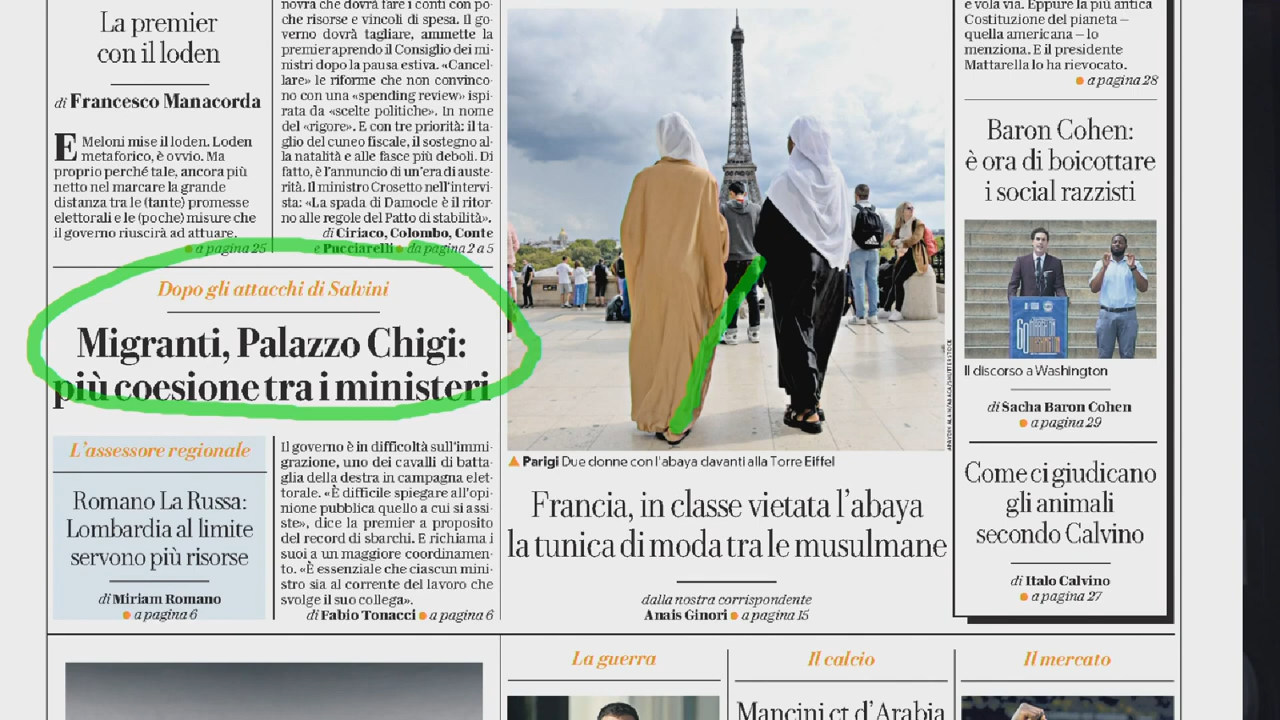 La premier
con il loden
di Francesco Manacorda
E Meloni mise il loden. Loden
metaforico, è ovvio. Ma
proprio perché tale, ancora più
netto nel marcare la grande
distanza tra le (tante) promesse
elettorali e le (poche) misure che
il governo riuscirà ad attuare.
a pagina 25
novra che dovrà fare i conti con po-
che risorse e vincoli di spesa. Il go-
verno dovrà tagliare, ammette la
premier aprendo il Consiglio dei mi-
nistri dopo la pausa estiva. «Cancel-
lare» le riforme che non convinco-
no con una «spending review» ispi-
rata da «scelte politiche». In nome
del «rigore». E con tre priorità: il ta-
glio del cuneo fiscale, il sostegno al-
la natalità e alle fasce più deboli. Di
fatto, è l'annuncio di un'era di auste-
rità. Il ministro Crosetto nell'intervi-
sta: «La spada di Damocle è il ritor-
no alle regole del Patto di stabilità».
di Ciriaco, Colombo, Conte
e Pucciarelli da pagina 2 a 5
Dopo gli attacchi di Salvini
Migranti, Palazzo Chigi:
più coesione tra i ministeri
L'assessore regionale
Romano La Russa:
Lombardia al limite
servono più risorse
di Miriam Romano
a pagina 6
Il governo è in difficoltà sull'immi-
grazione, uno dei cavalli di batta-
glia della destra in campagna elet-
torale. «È difficile spiegare all'opi-
nione pubblica quello a cui si assi-
ste», dice la premier a proposito
del record di sbarchi. E richiama i
suoi a un maggiore coordinamen-
to. «È essenziale che ciascun mini-
stro sia al corrente del lavoro che
svolge il suo collega».
di Fabio Tonacci a pagina 6
Parigi Due donne con l'abaya davanti alla Torre Eiffel
Francia, in classe vietata l'abaya
la tunica di moda tra le musulmane
dalla nostra corrispondente
Anais Ginori a pagina 15
e vola via. Eppure la più antica
Costituzione del pianeta –
quella americana – lo
menziona. E il presidente
Mattarella lo ha rievocato.
a pagina 28
Baron Cohen:
è ora di boicottare
i social razzisti
Il discorso a Washington
di Sacha Baron Cohen
a pagina 29
Come ci giudicano
gli animali
secondo Calvino
di Italo Calvino
a pagina 27
La guerra
Il calcio
Mancini ct d'Arabia
Il mercato